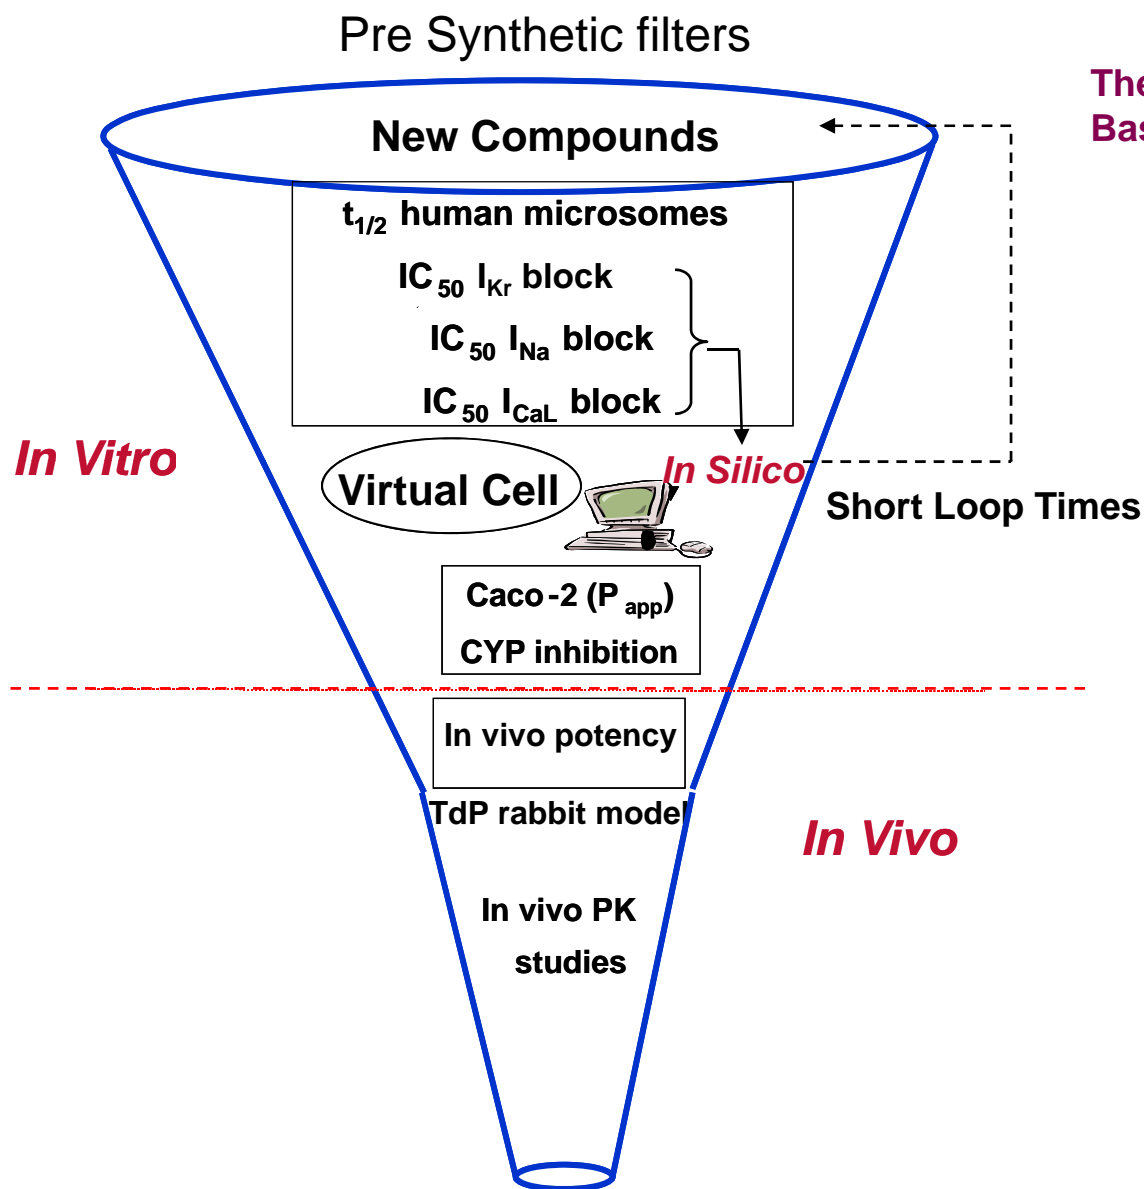 Pre Synthetic filters
The
Bas
New Compounds
t1/2 human microsomes
IC50 IKr block
IC50 INa block
IC50 ICaL block
In Vitro
Virtual Cell
In Silico
Short Loop Times
Caco-2 (Papp)
CYP inhibition
In vivo potency
TdP rabbit model
In Vivo
In vivo PK
studies